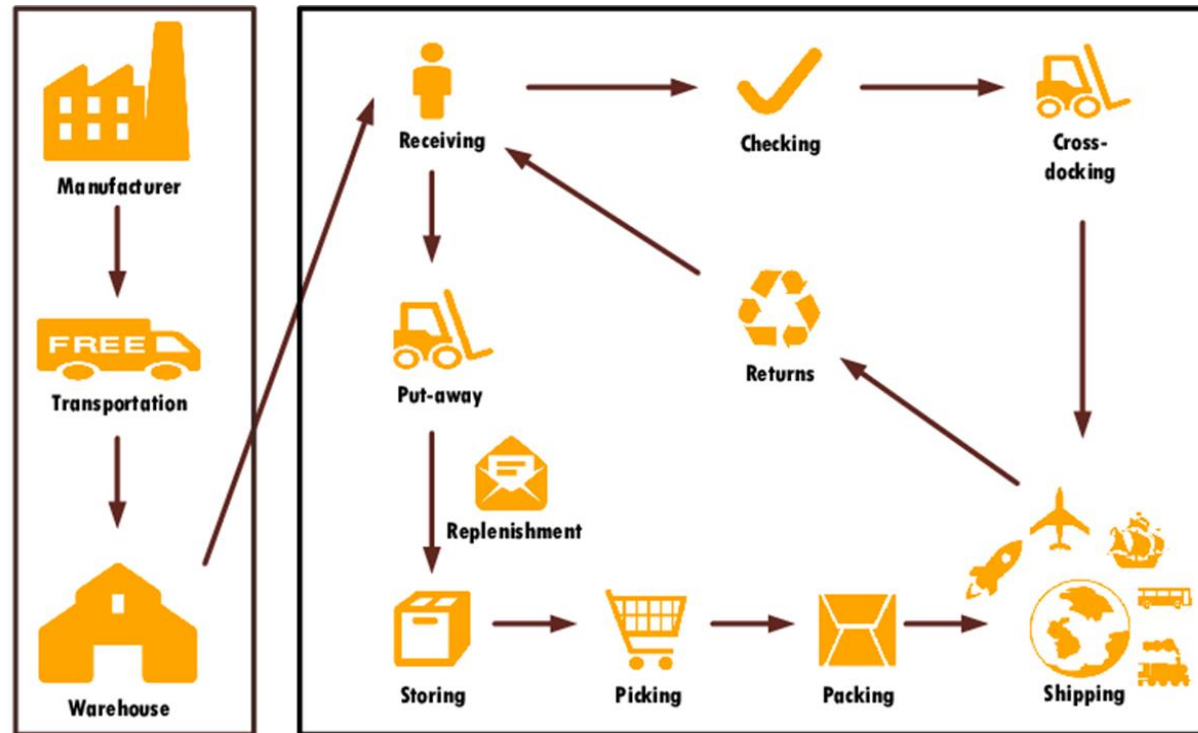 Manufacturer
FREE
Transportation
Warehouse
Receiving
Checking
Cross-
docking
Put-away
Returns
Replenishment
Storing
Picking
Packing
Shipping